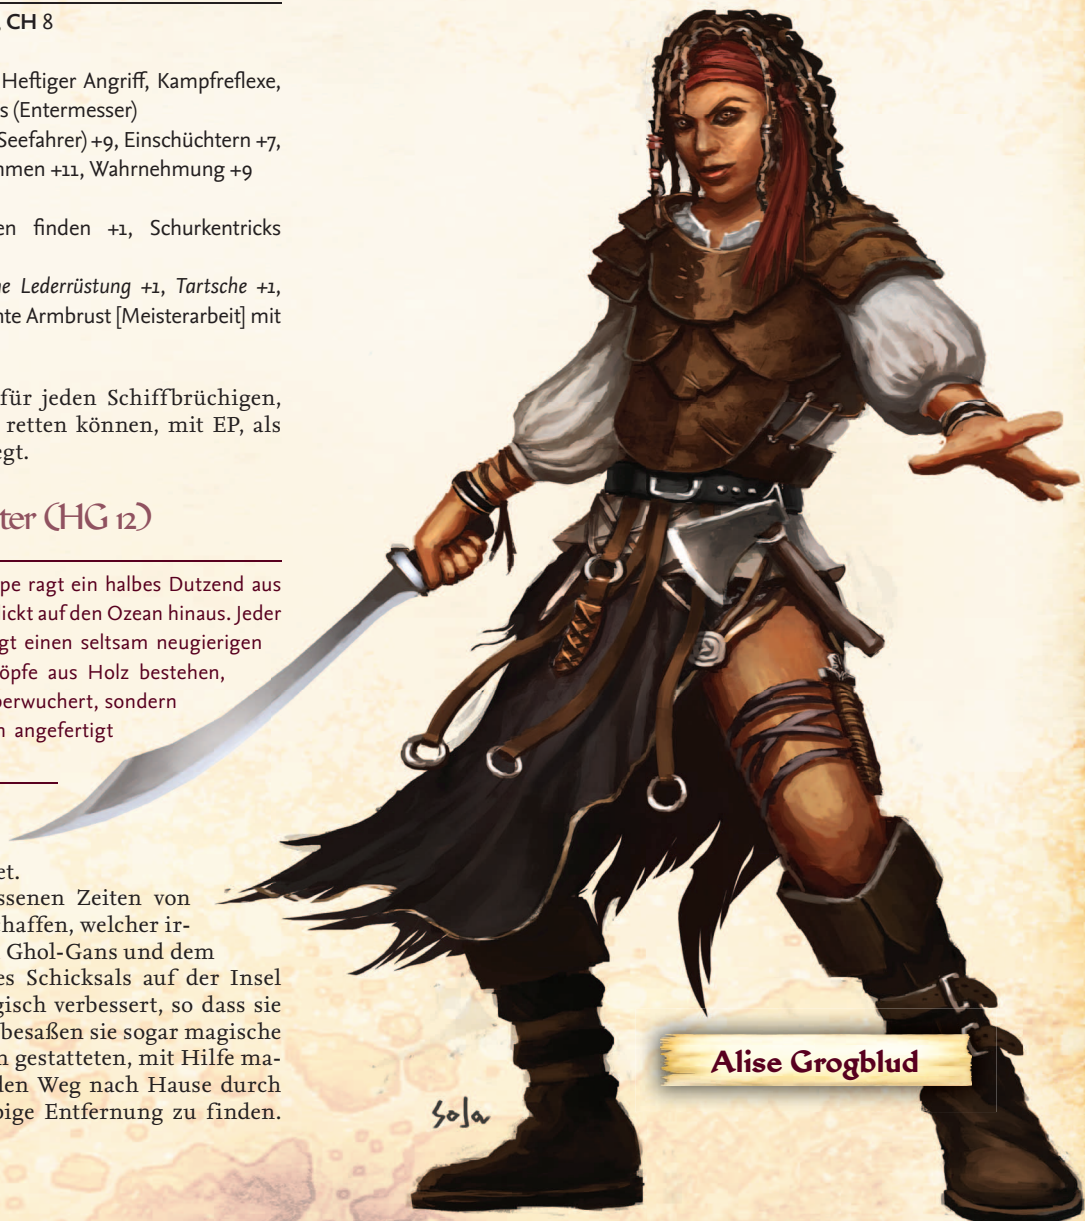 CH 8
Heftiger Angriff, Kampfreflexe,
s (Entermesser)
Seefahrer) +9, Einschüchtern +7,
mmen +11, Wahrnehmung +9
en finden +1, Schurkentricks
ne Lederrüstung +1, Tartsche +1,
hte Armbrust [Meisterarbeit] mit
für jeden Schiffbrüchigen,
retten können, mit EP, als
egt.
ter (HG 12)
pe ragt ein halbes Dutzend aus
lickt auf den Ozean hinaus. Jeder
gt einen seltsam neugierigen
öpfe aus Holz bestehen,
berwuchert, sondern
n angefertigt
et.
ssenen Zeiten von
chaffen, welcher ir-
Ghol-Gans und dem
es Schicksals auf der Insel
gisch verbessert, so dass sie
besaßen sie sogar magische
n gestatteten, mit Hilfe ma-
den Weg nach Hause durch
bige Entfernung zu finden.
Alise Grogblud
Sola